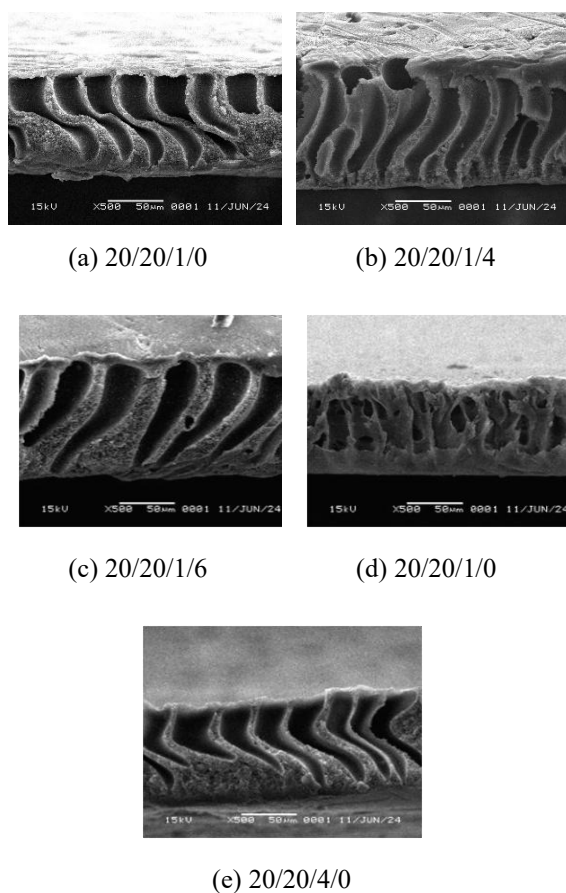 15kV X500 50µm 0001 11/JUN/24
15kV X500 50µm 0001 11/JUN/24
(a) 20/20/1/0
(b) 20/20/1/4
15kV X500 50µm 0001 11/JUN/24
15kV X500 50µm 0001 11/JUN/24
(c) 20/20/1/6
(d) 20/20/1/0
15kV X500 50µm 0001 11/JUN/24
(e) 20/20/4/0